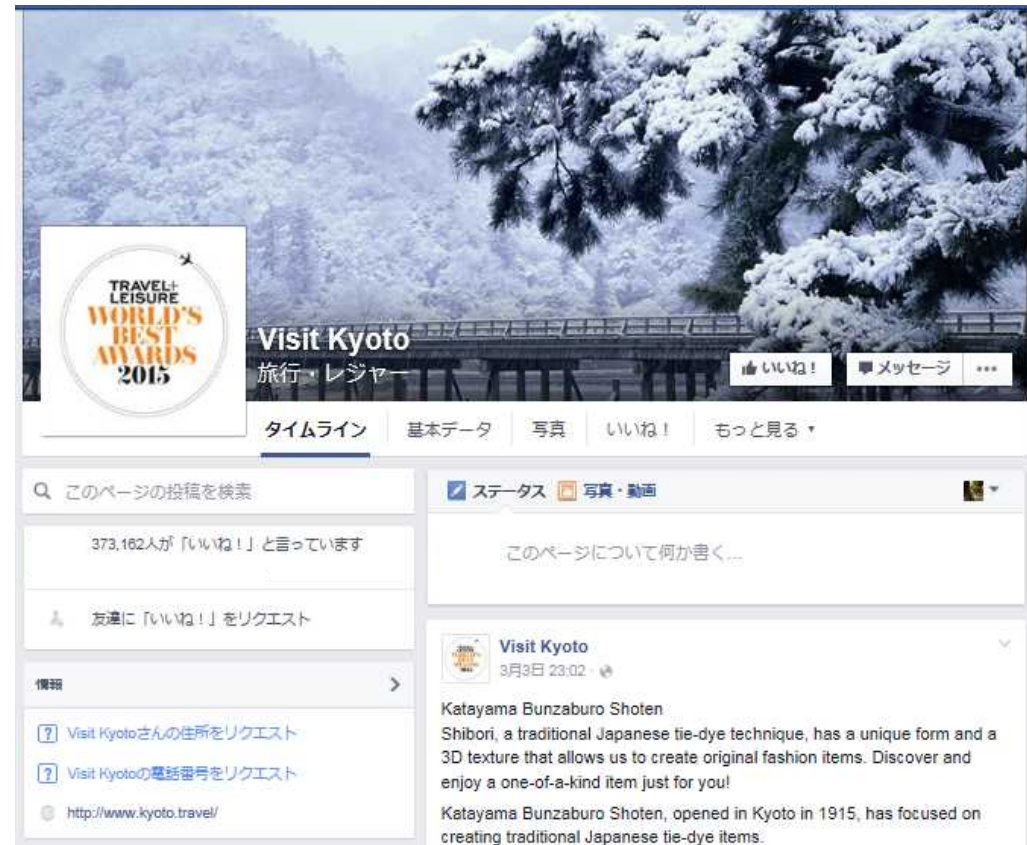 TRAVEL+
LEISURE
WORLD'S
BEST
AWARDS
2015
Visit Kyoto
旅行・レジャー
いいね！
メッセージ
タイムライン
基本データ
写真
いいね！
もっと見る
このページの投稿を検索
373,162人が「いいね！」と言っています
友達に「いいね！」をリクエスト
情報
Visit Kyotoさんの住所をリクエスト
Visit Kyotoの電話番号をリクエスト
http://www.kyoto.travel/
ステータス 写真・動画
このページについて何か書く...
Visit Kyoto
3月3日 23:02
Katayama Bunzaburo Shoten
Shibori, a traditional Japanese tie-dye technique, has a unique form and a
3D texture that allows us to create original fashion items. Discover and
enjoy a one-of-a-kind item just for you!
Katayama Bunzaburo Shoten, opened in Kyoto in 1915, has focused on
creating traditional Japanese tie-dye items.